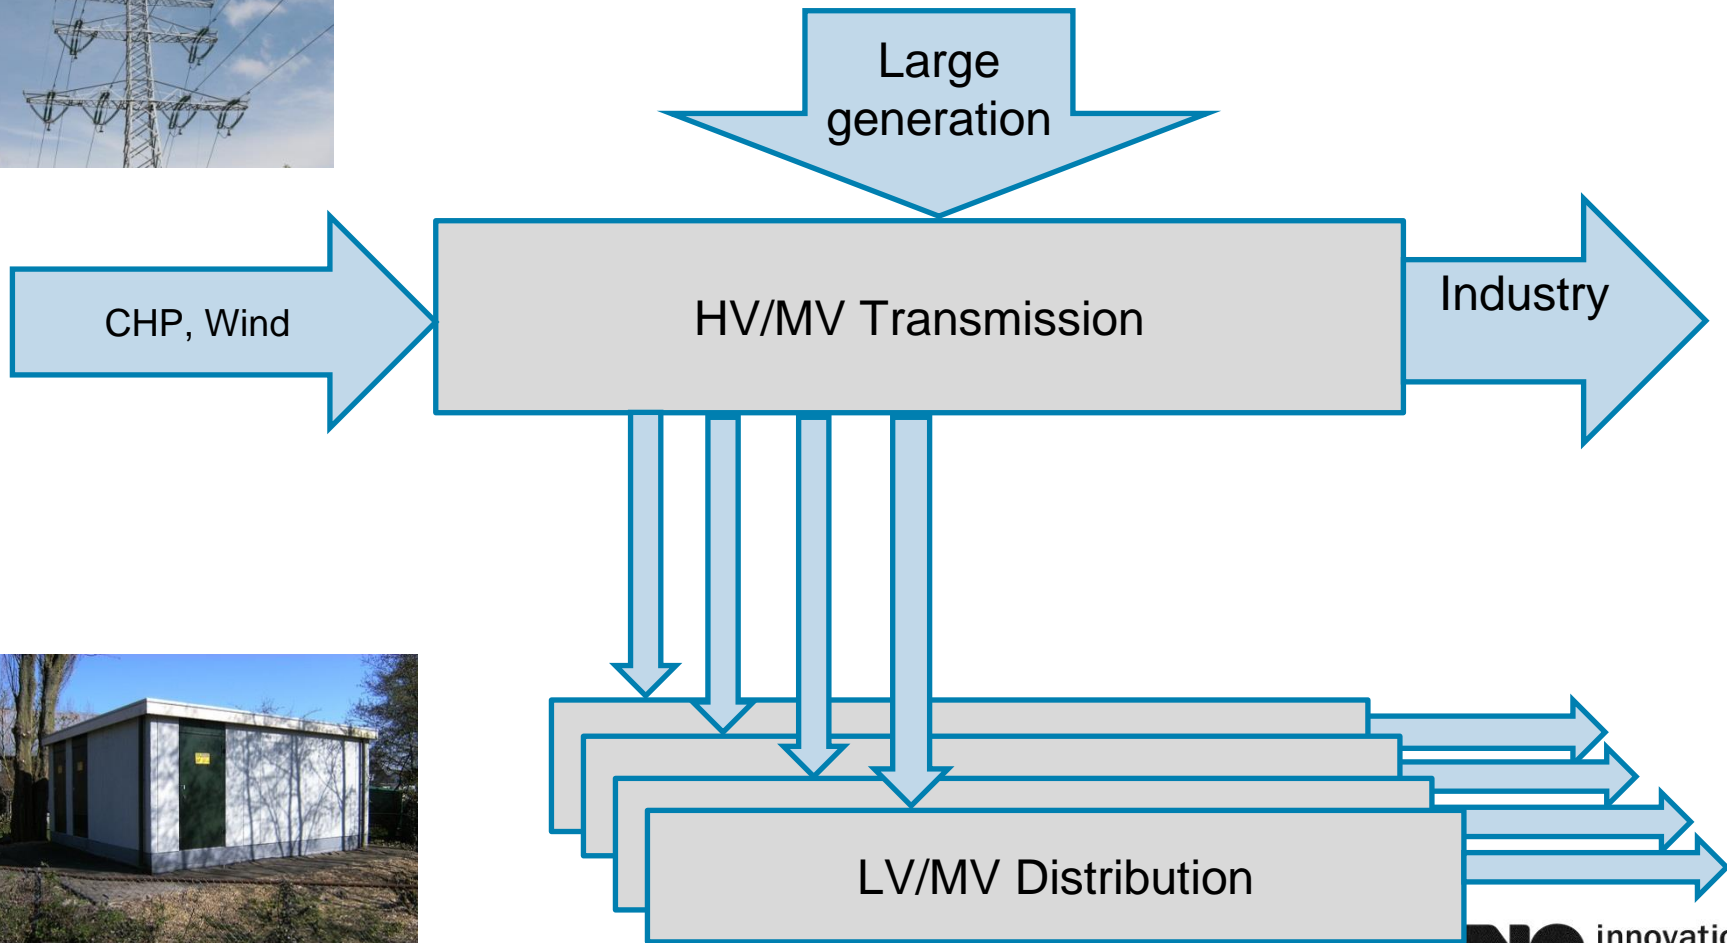 Large
generation
CHP, Wind
HV/MV Transmission
Industry
LV/MV Distribution